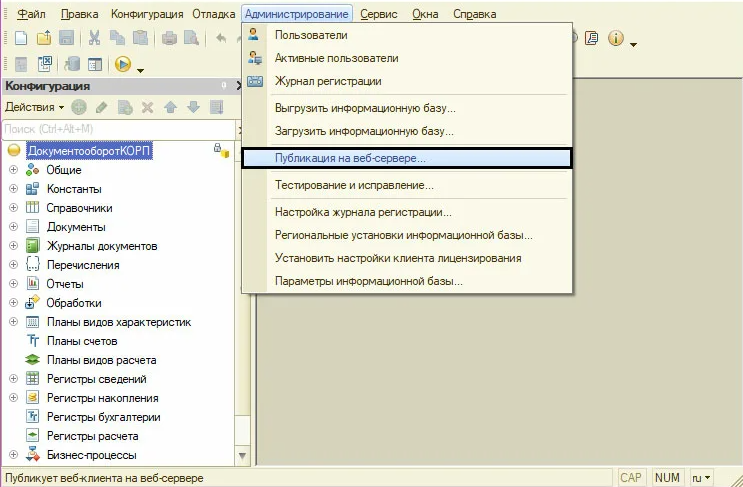 Файл Правка Конфигурация Отладка Администрирование Сервис Окна Справка
Пользователи
Активные пользователи
Журнал регистрации
Выгрузить информационную базу...
Загрузить информационную базу...
Публикация на веб-сервере...
Тестирование и исправление...
Настройка журнала регистрации...
Региональные установки информационной базы...
Установить настройки клиента лицензирования
Параметры информационной базы...
Конфигурация
Действия
Поиск (Ctrl+Alt+M)
ДокументооборотКОРП
Общие
Константы
Справочники
Документы
Журналы документов
Перечисления
Отчеты
Обработки
Планы видов характеристик
Планы счетов
Планы видов расчета
Регистры сведений
Регистры накопления
Регистры бухгалтерии
Регистры расчета
Бизнес-процессы
Публикует веб-клиента на веб-сервере CAP NUM ru